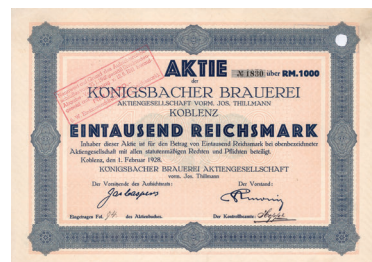 AKTIE № 1830 über RM.1000
der
KÖNIGSBACHER BRAUEREI
AKTIENGESELLSCHAFT VORM. JOS. THILLMANN
KOBLENZ
EINTAUSEND REICHSMARK
Inhaber dieser Aktie ist für den Betrag von Eintausend Reichsmark bei obenbezeichneter
Aktiengesellschaft mit allen statutenmäßigen Rechten und Pflichten beteiligt.
Koblenz, den 1. Februar 1928.
KÖNIGSBACHER BRAUEREI AKTIENGESELLSCHAFT
vorm. Jos. Thillmann
Der Vorsitzende des Aufsichtsrats: Der Vorstand:
Eingetragen Fol. des Aktienbuches. Der Kontrollbeamte: